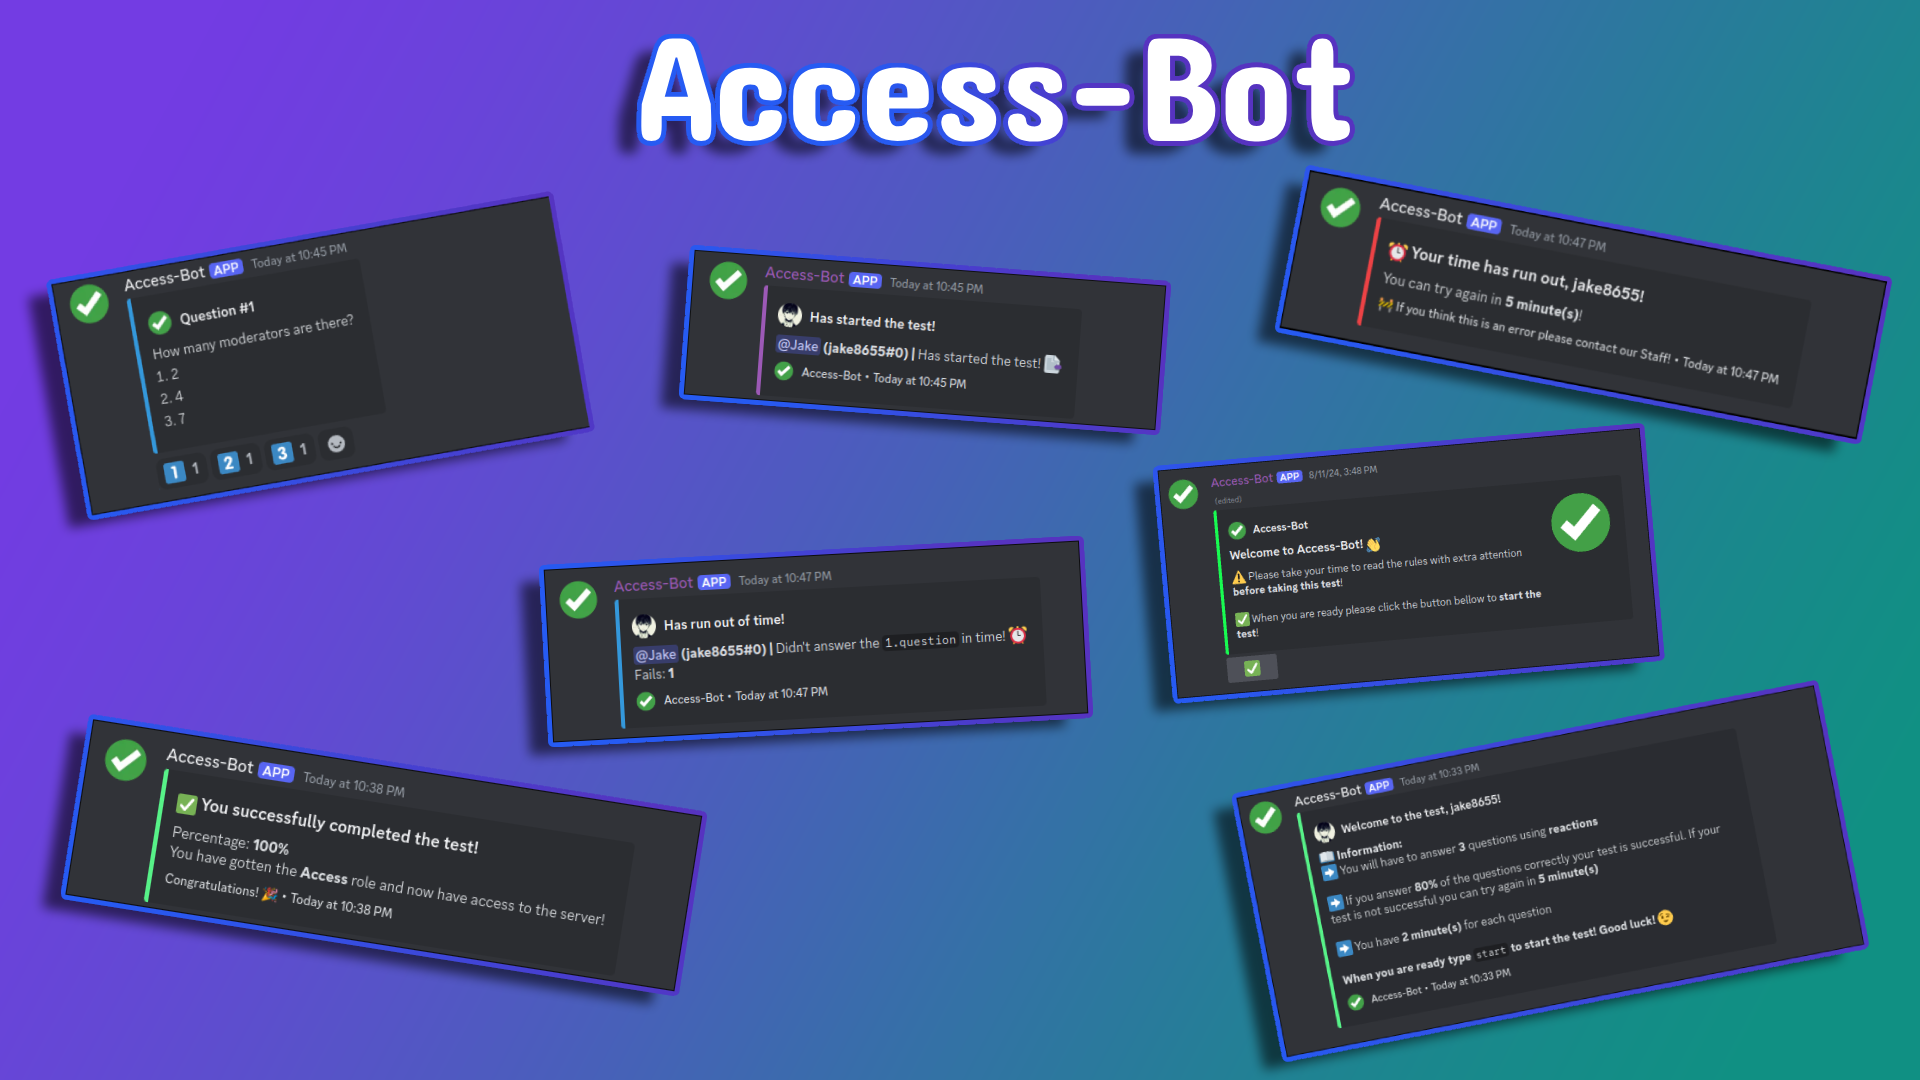 Access-Bot
Access-Bot APP Today at 10:45 PM
Question #1
How many moderators are there?
1. 2
2. 4
3. 7
1 1 2 1 3 1
Access-Bot APP Today at 10:45 PM
Has started the test!
@Jake (jake8655#0) | Has started the test!
Access-Bot • Today at 10:45 PM
Access-Bot APP Today at 10:47 PM
Your time has run out, jake8655!
You can try again in 5 minute(s)!
If you think this is an error please contact our Staff! • Today at 10:47 PM
Access-Bot APP 8/11/24, 3:48 PM
(edited)
Access-Bot
Welcome to Access-Bot!
Please take your time to read the rules with extra attention
before taking this test!
When you are ready please click the button bellow to start the
test!
Access-Bot APP Today at 10:47 PM
Has run out of time!
@Jake (jake8655#0) | Didn't answer the 1.question in time!
Fails: 1
Access-Bot • Today at 10:47 PM
Access-Bot APP Today at 10:38 PM
You successfully completed the test!
Percentage: 100%
You have gotten the Access role and now have access to the server!
Congratulations! • Today at 10:38 PM
Access-Bot APP Today at 10:33 PM
Welcome to the test, jake8655!
Information:
You will have to answer 3 questions using reactions
If you answer 80% of the questions correctly your test is successful. If your
test is not successful you can try again in 5 minute(s)
You have 2 minute(s) for each question
When you are ready type start to start the test! Good luck!
Access-Bot • Today at 10:33 PM